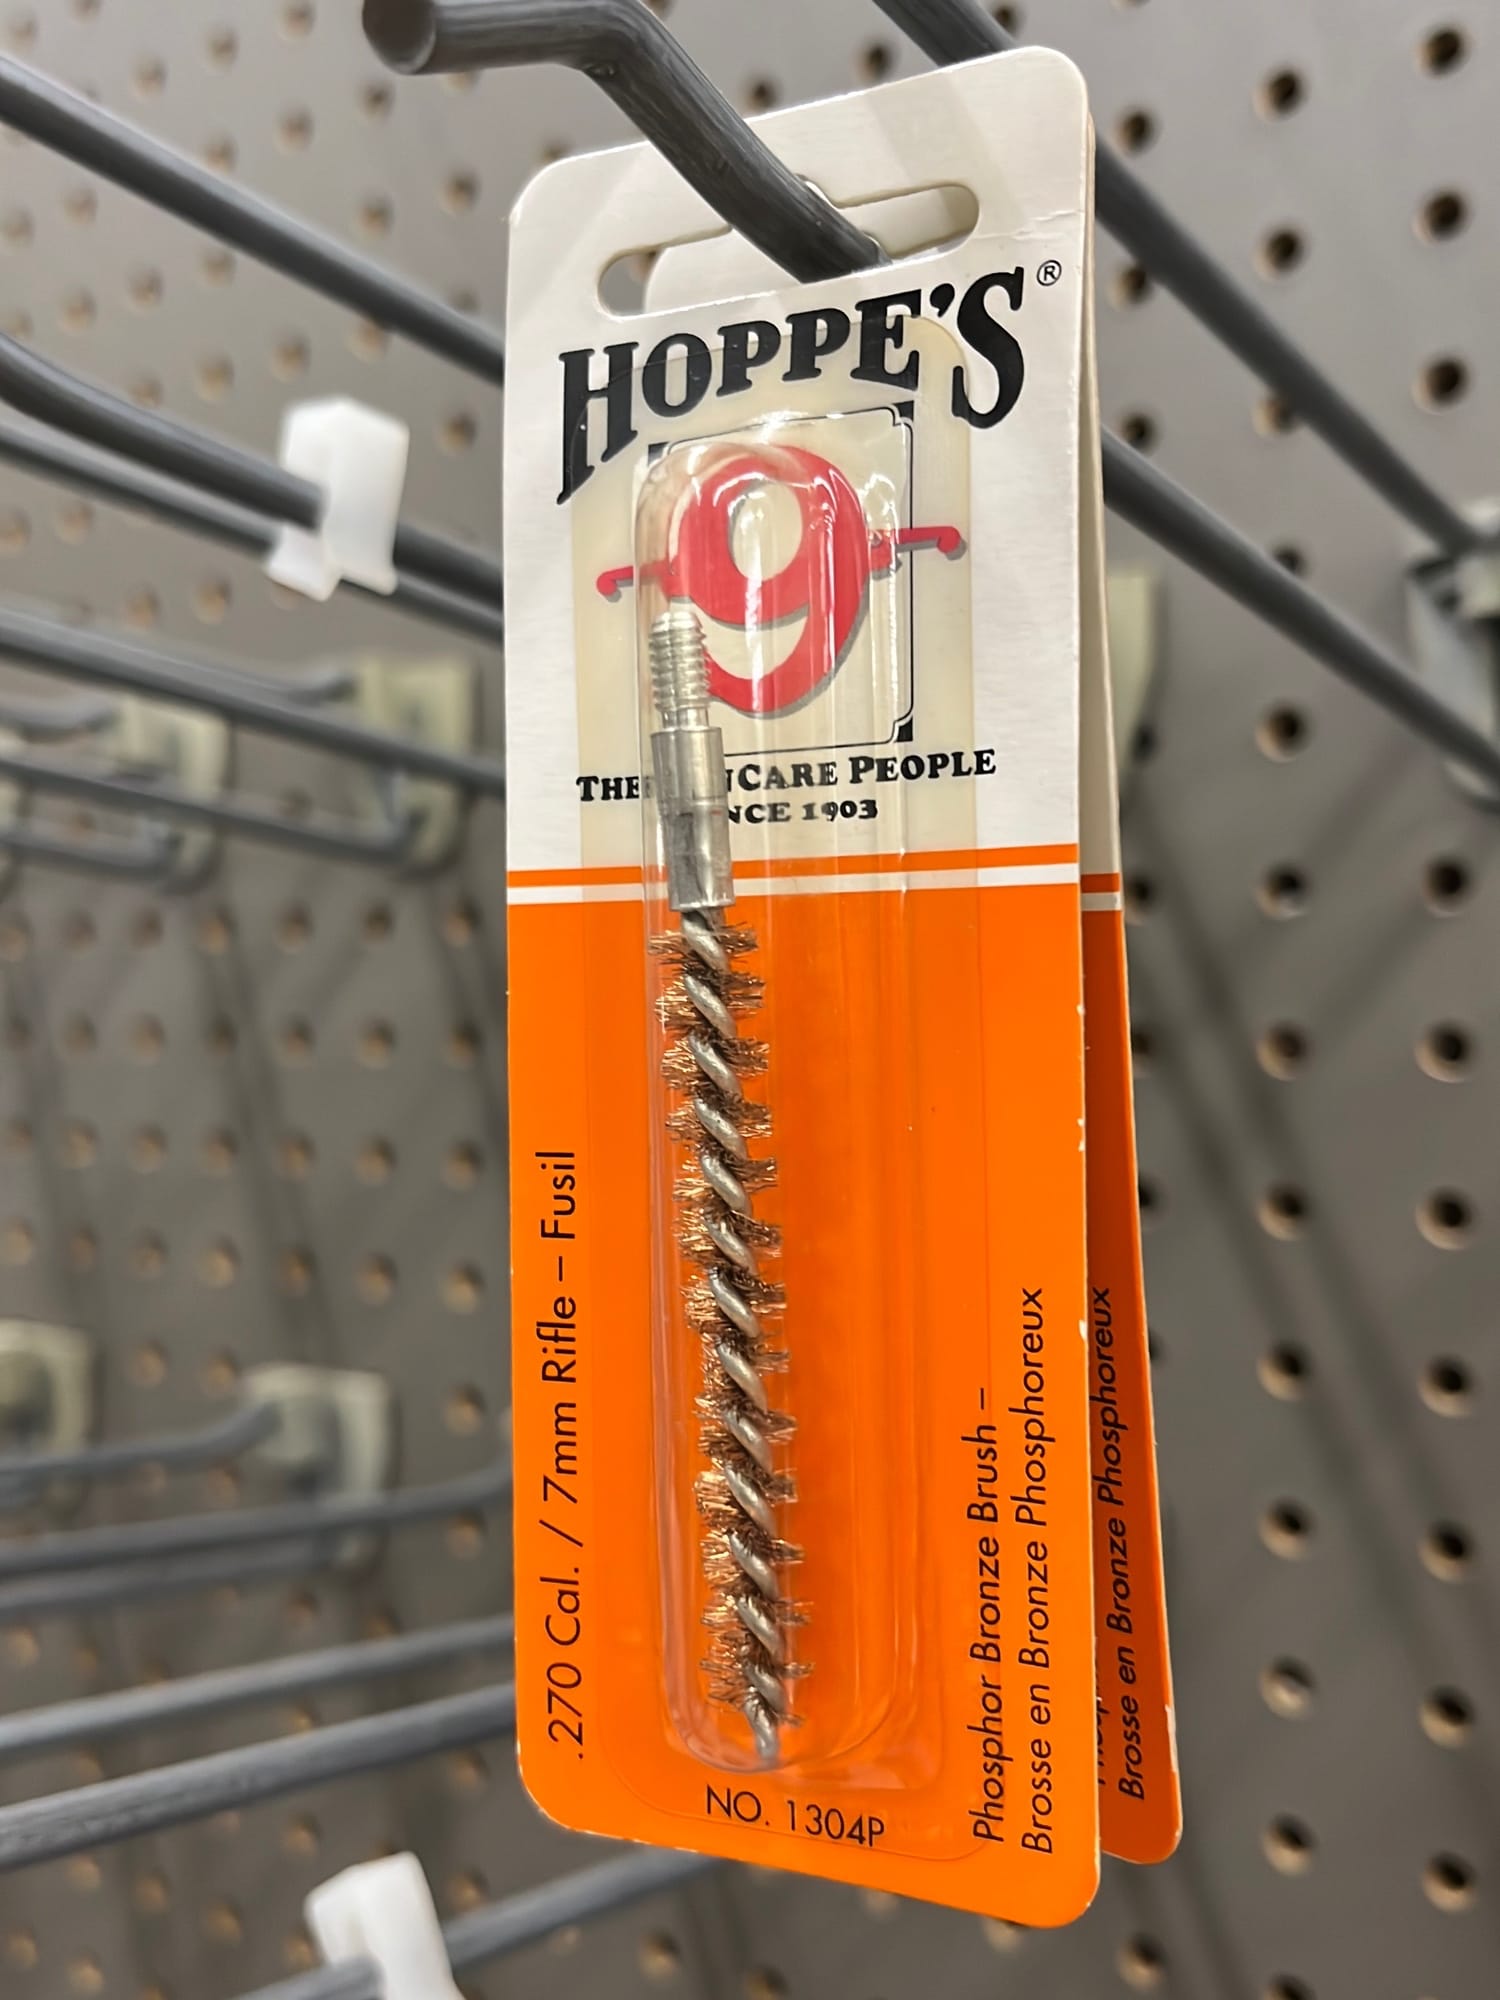 HOPPE'S®
9
THE CARE PEOPLE
1903
.270 Cal. / 7mm Rifle – Fusil
Phosphor Bronze Brush –
Brosse en Bronze Phosphoreux
NO. 1304P
Brosse en Bronze Phosphoreux